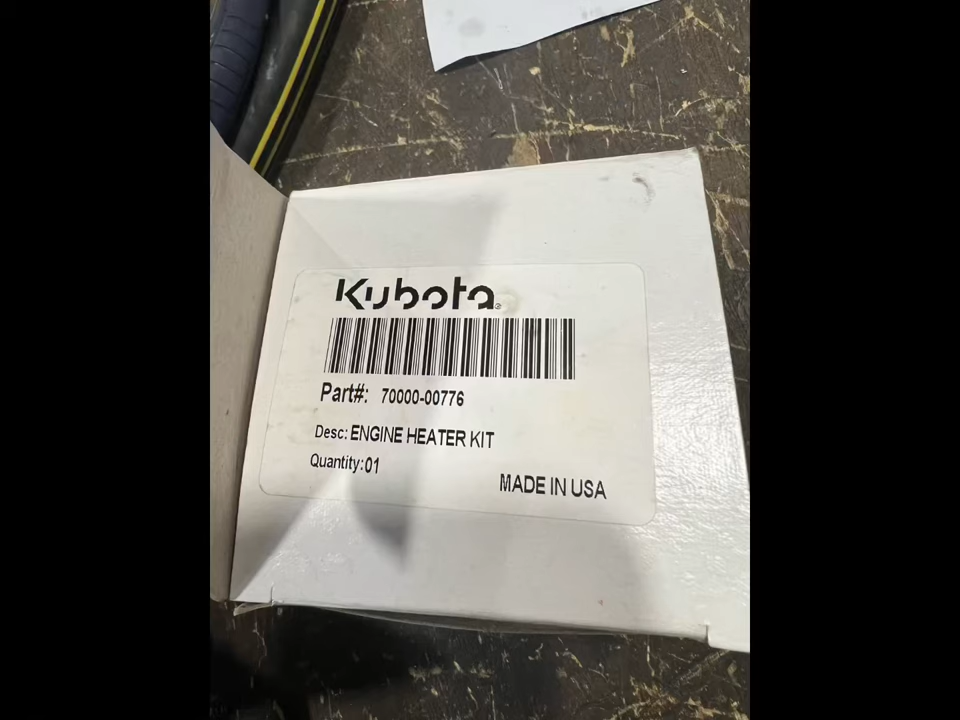 Kubota
Part#: 70000-00776
Desc: ENGINE HEATER KIT
Quantity: 01
MADE IN USA